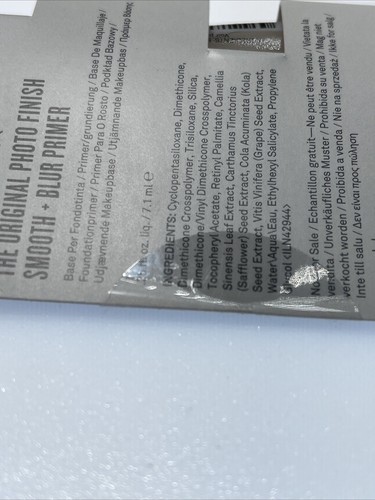 THE ORIGINAL PHOTO FINISH
SMOOTH + BLUR PRIMER
Base Per Fondotinta / Primer/grundierung / Base De Maquillaje /
Foundationprimer / Primer Para O Rosto / Podkład Bazowy /
Udjævnende Makeupbase / Utjämnande Makeupbas /
oz. liq. / 7,1 ml e
INGREDIENTS: Cyclopentasiloxane, Dimethicone,
Dimethicone Crosspolymer, Trisiloxane, Silica,
Dimethicone/Vinyl Dimethicone Crosspolymer,
Tocopheryl Acetate, Retinyl Palmitate, Camellia
Sinensis Leaf Extract, Carthamus Tinctorius
(Safflower) Seed Extract, Cola Acuminata (Kola)
Seed Extract, Vitis Vinifera (Grape) Seed Extract,
Water\Aqua\Eau, Ethylhexyl Salicylate, Propylene
Glycol <ILN42944>
Not For Sale / Echantillon gratuit—Ne peut être vendu / Vietata la
vendita / Unverkäufliches Muster / Prohibida su venta / Mag niet
verkocht worden / Proibida a venda / Nie na sprzedaż / Ikke for salg /
Inte till salu / Δεν είναι προς πώληση